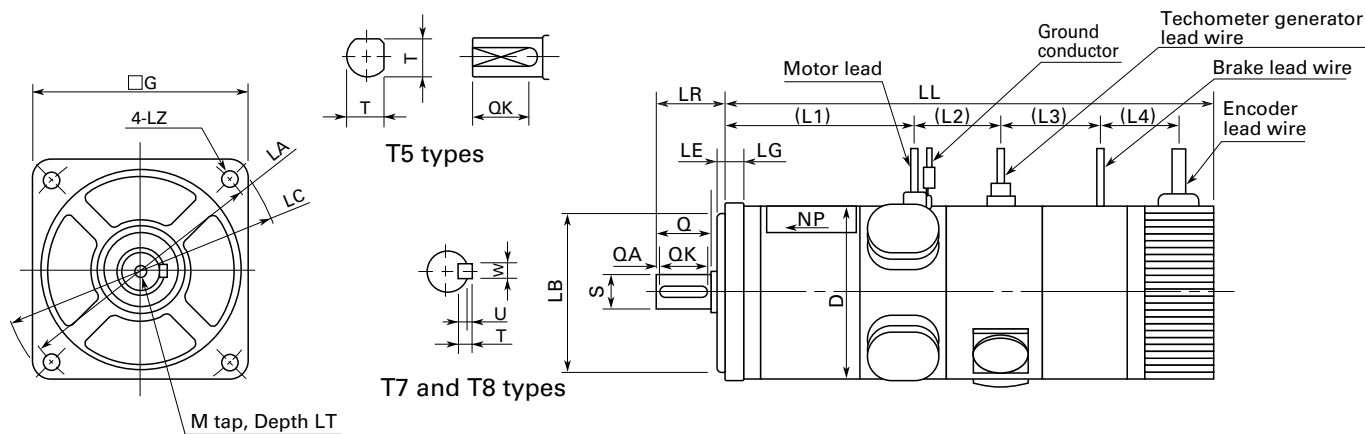 □G
4-LZ
LA
LC
M tap, Depth LT
T
T
QK
T5 types
W
U
T
T7 and T8 types
Motor lead
Ground
conductor
Techometer generator
lead wire
Brake lead wire
Encoder
lead wire
LR
LL
(L1)
(L2)
(L3)
(L4)
LE
LG
NP
Q
QA
QK
LB
S
D